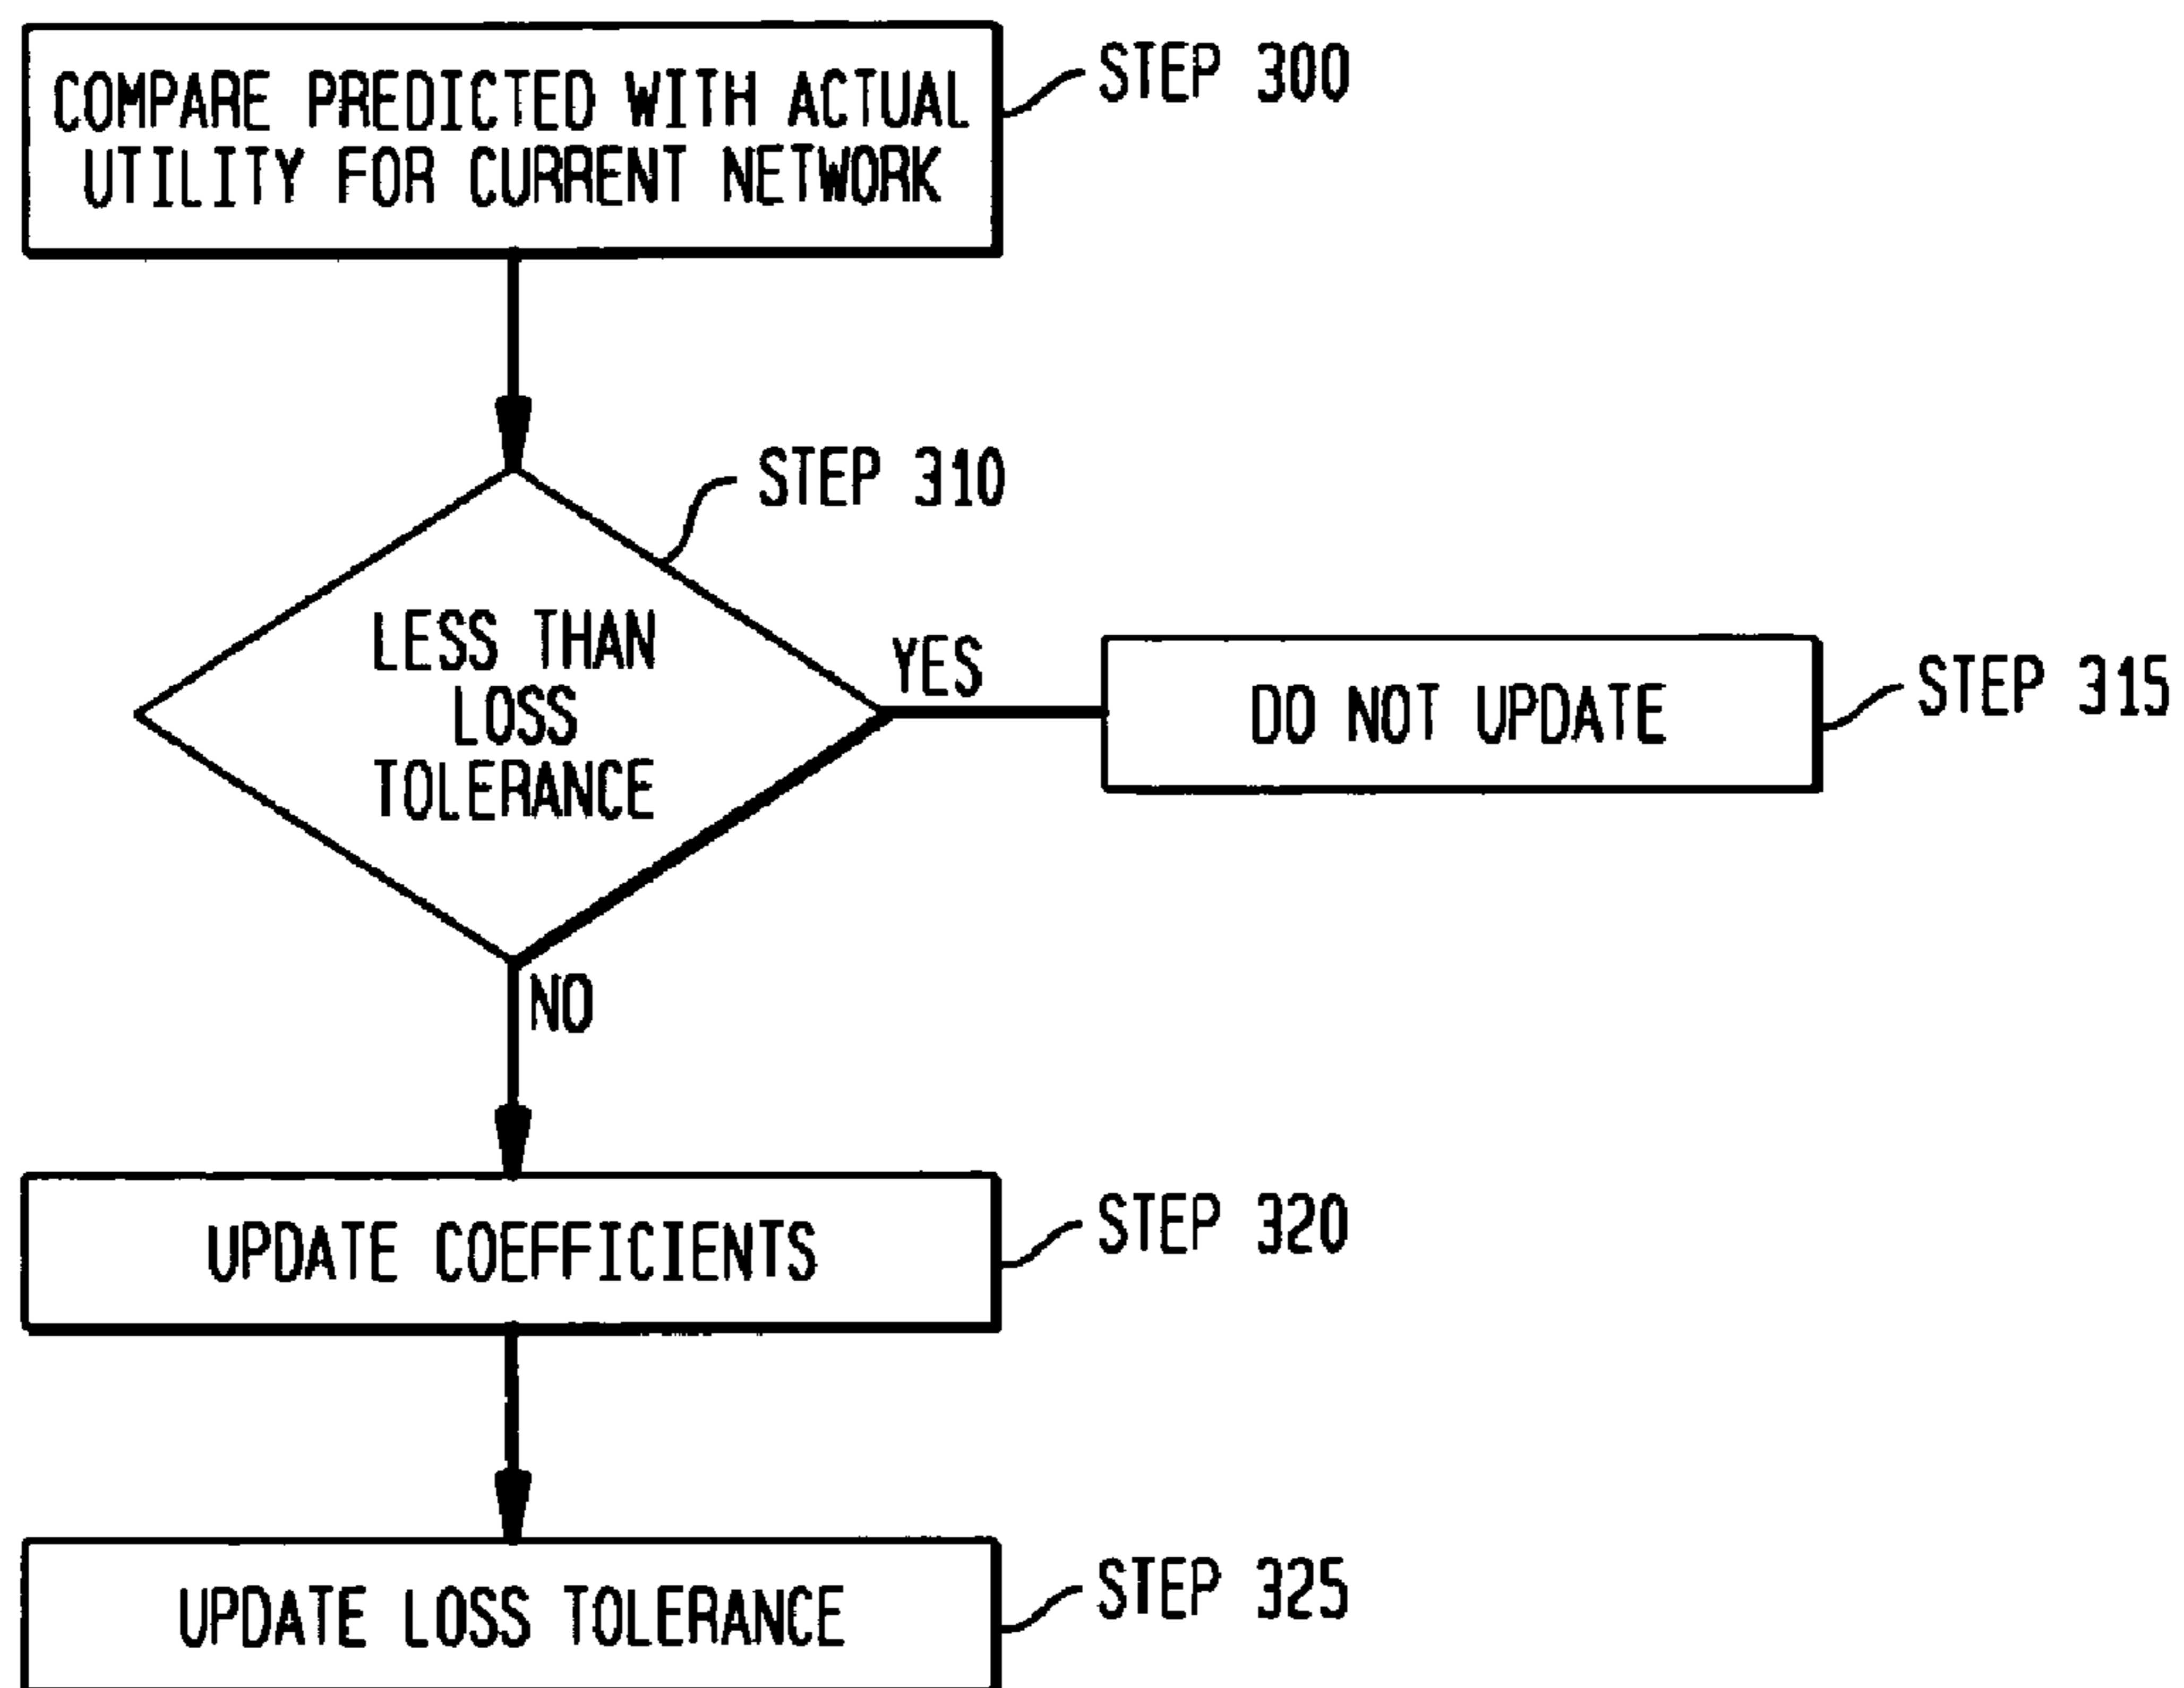 COMPARE PREDICTED WITH ACTUAL
UTILITY FOR CURRENT NETWORK
STEP 300
STEP 310
LESS THAN
LOSS
TOLERANCE
YES
DO NOT UPDATE
STEP 315
NO
UPDATE COEFFICIENTS
STEP 320
UPDATE LOSS TOLERANCE
STEP 325